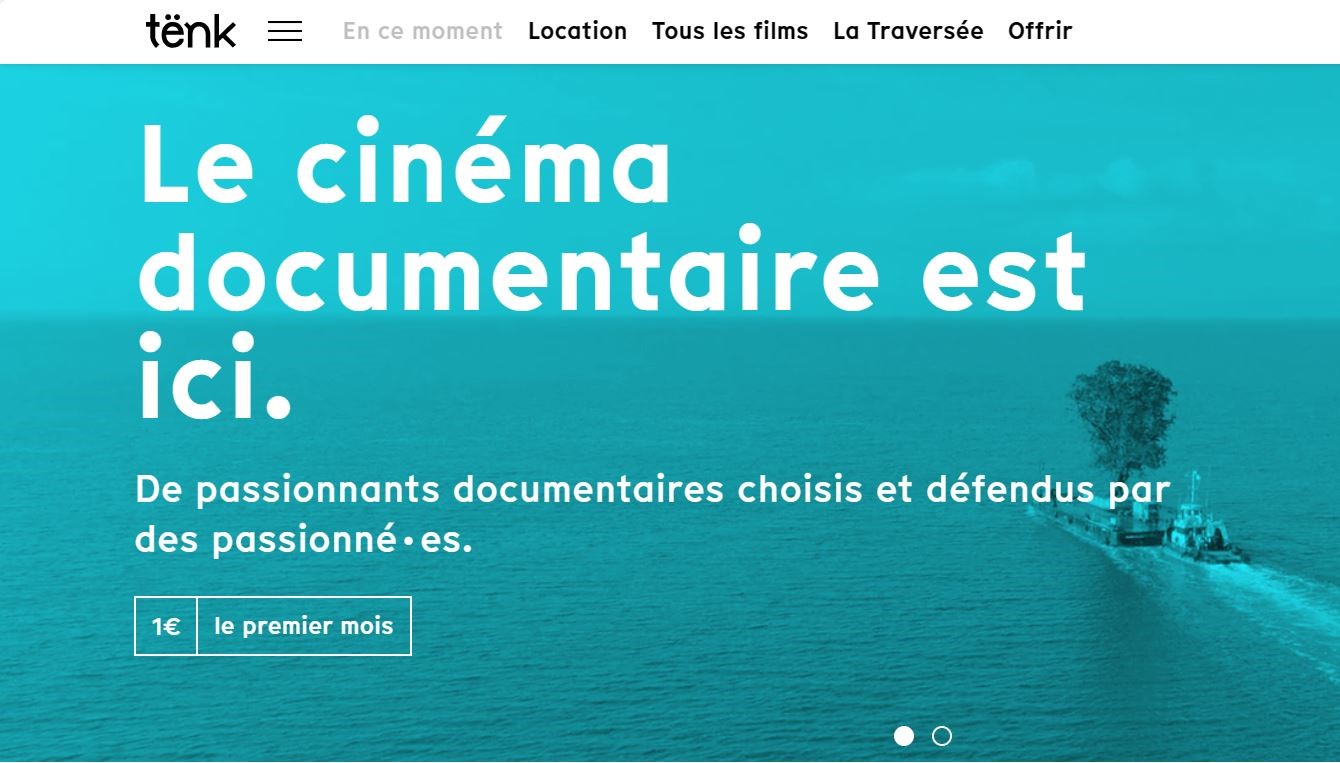 tënk
En ce moment Location Tous les films La Traversée Offrir
Le cinéma
documentaire est
ici.
De passionnants documentaires choisis et défendus par
des passionné•es.
1€ le premier mois